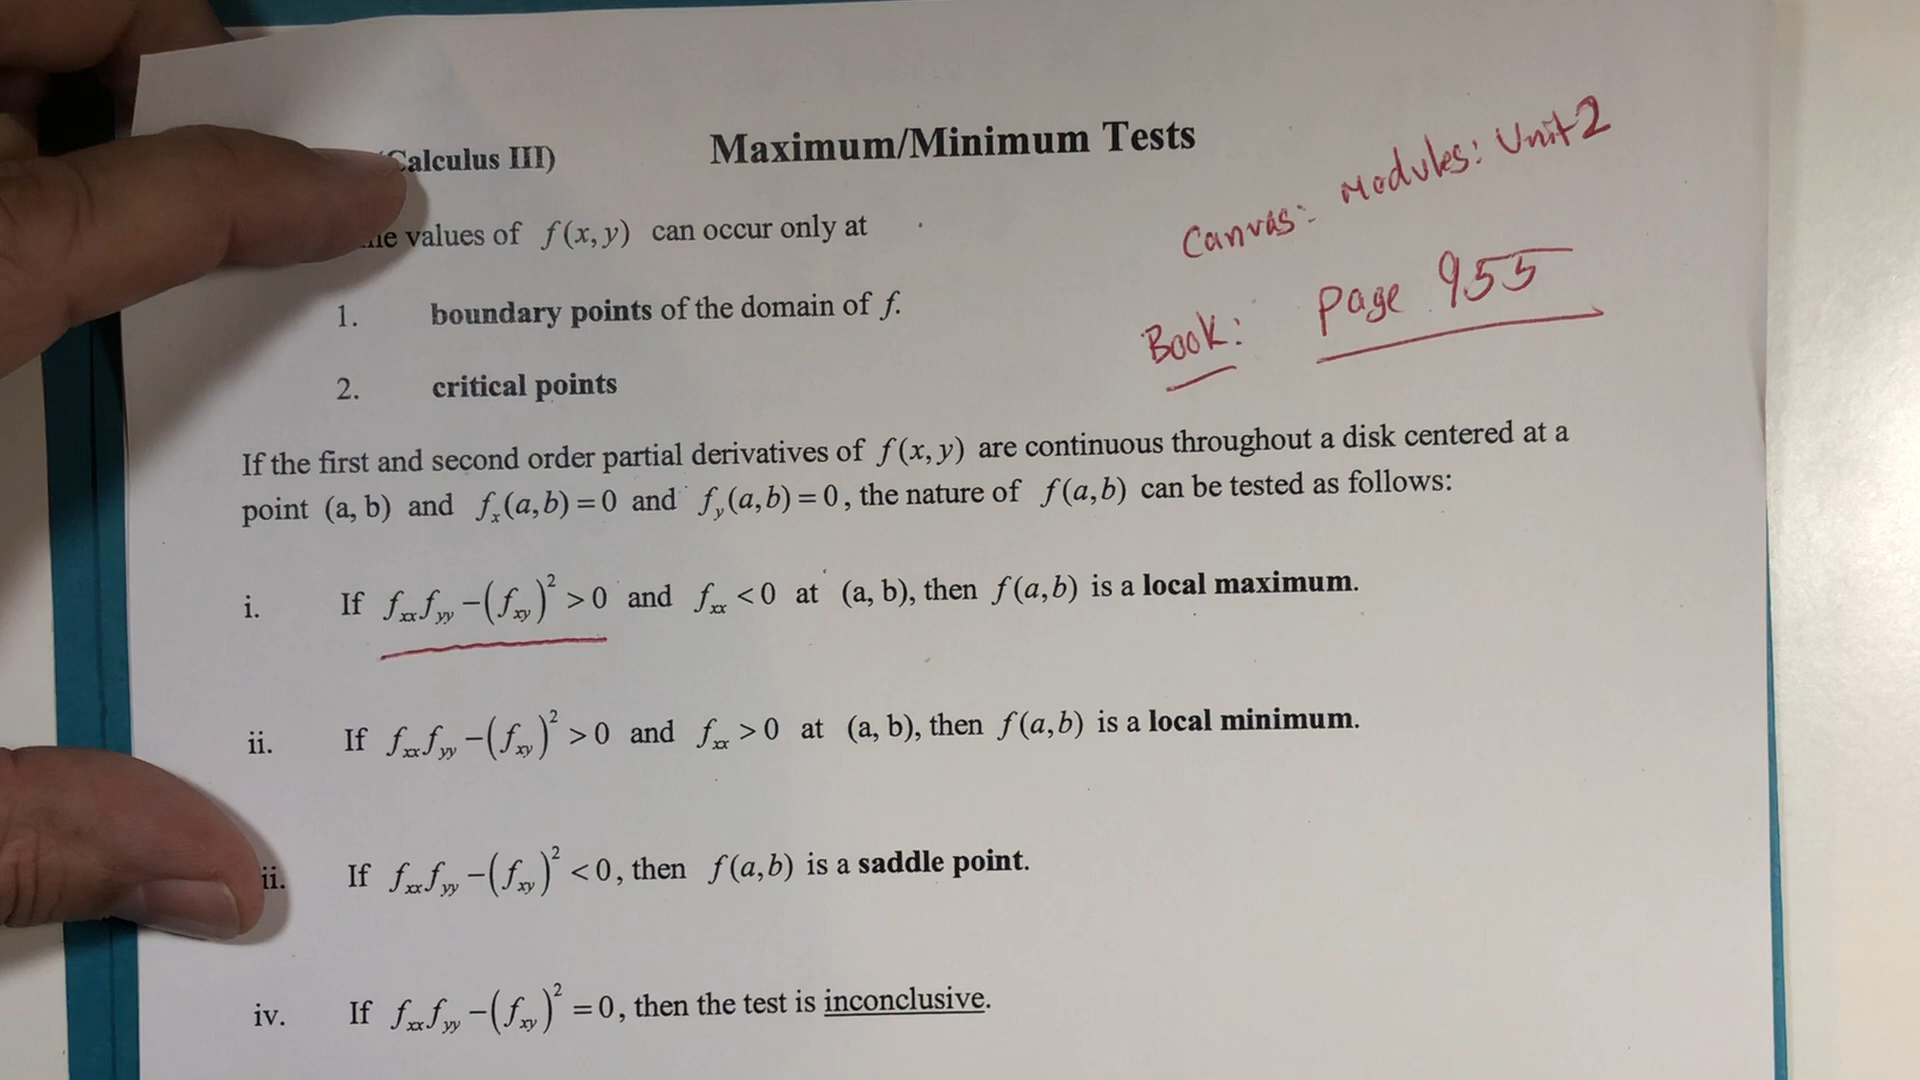 Calculus III)
Maximum/Minimum Tests
Canvas: Modules: Unit 2
values of f(x, y) can occur only at
Book: Page 955
1. boundary points of the domain of f.
2. critical points
If the first and second order partial derivatives of f(x, y) are continuous throughout a disk centered at a
point (a, b) and fₓ(a,b) = 0 and f_y(a,b) = 0, the nature of f(a,b) can be tested as follows:
i. If f_xx f_yy − (f_xy)² > 0 and f_xx < 0 at (a, b), then f(a,b) is a local maximum.
ii. If f_xx f_yy − (f_xy)² > 0 and f_xx > 0 at (a, b), then f(a,b) is a local minimum.
ii. If f_xx f_yy − (f_xy)² < 0, then f(a,b) is a saddle point.
iv. If f_xx f_yy − (f_xy)² = 0, then the test is inconclusive.